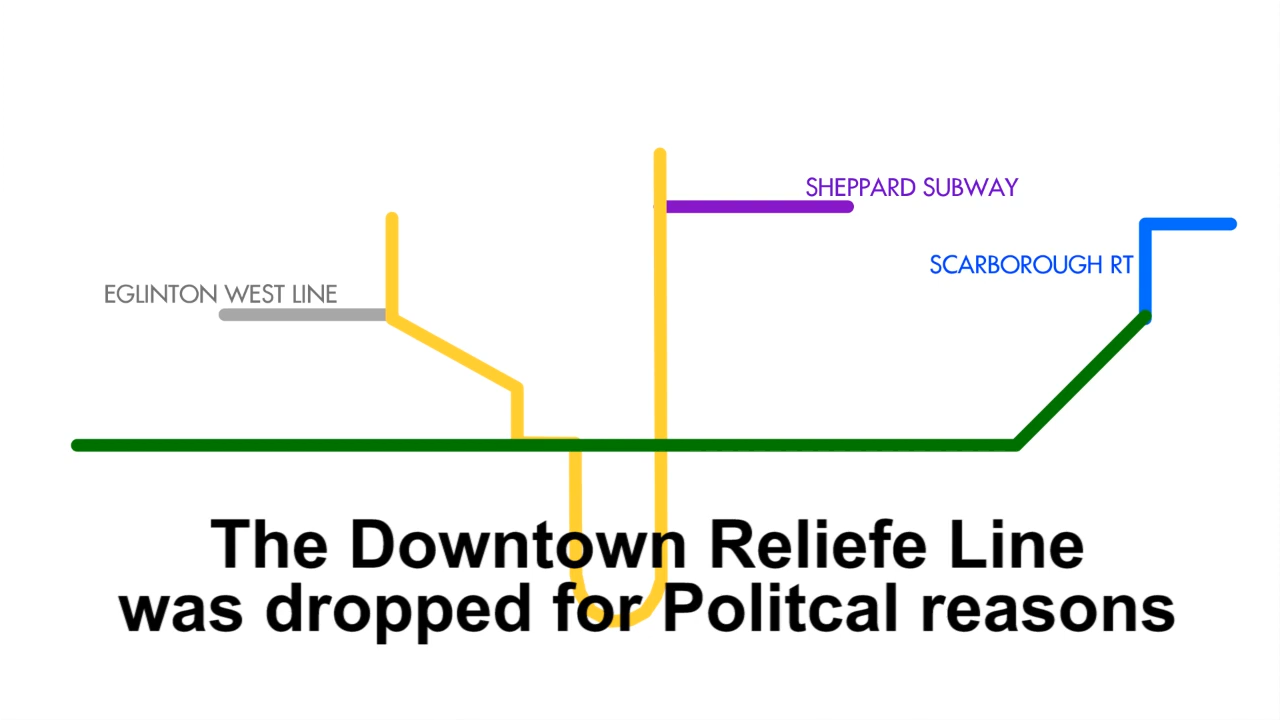 SHEPPARD SUBWAY
SCARBOROUGH RT
EGLINTON WEST LINE
The Downtown Reliefe Line
was dropped for Politcal reasons